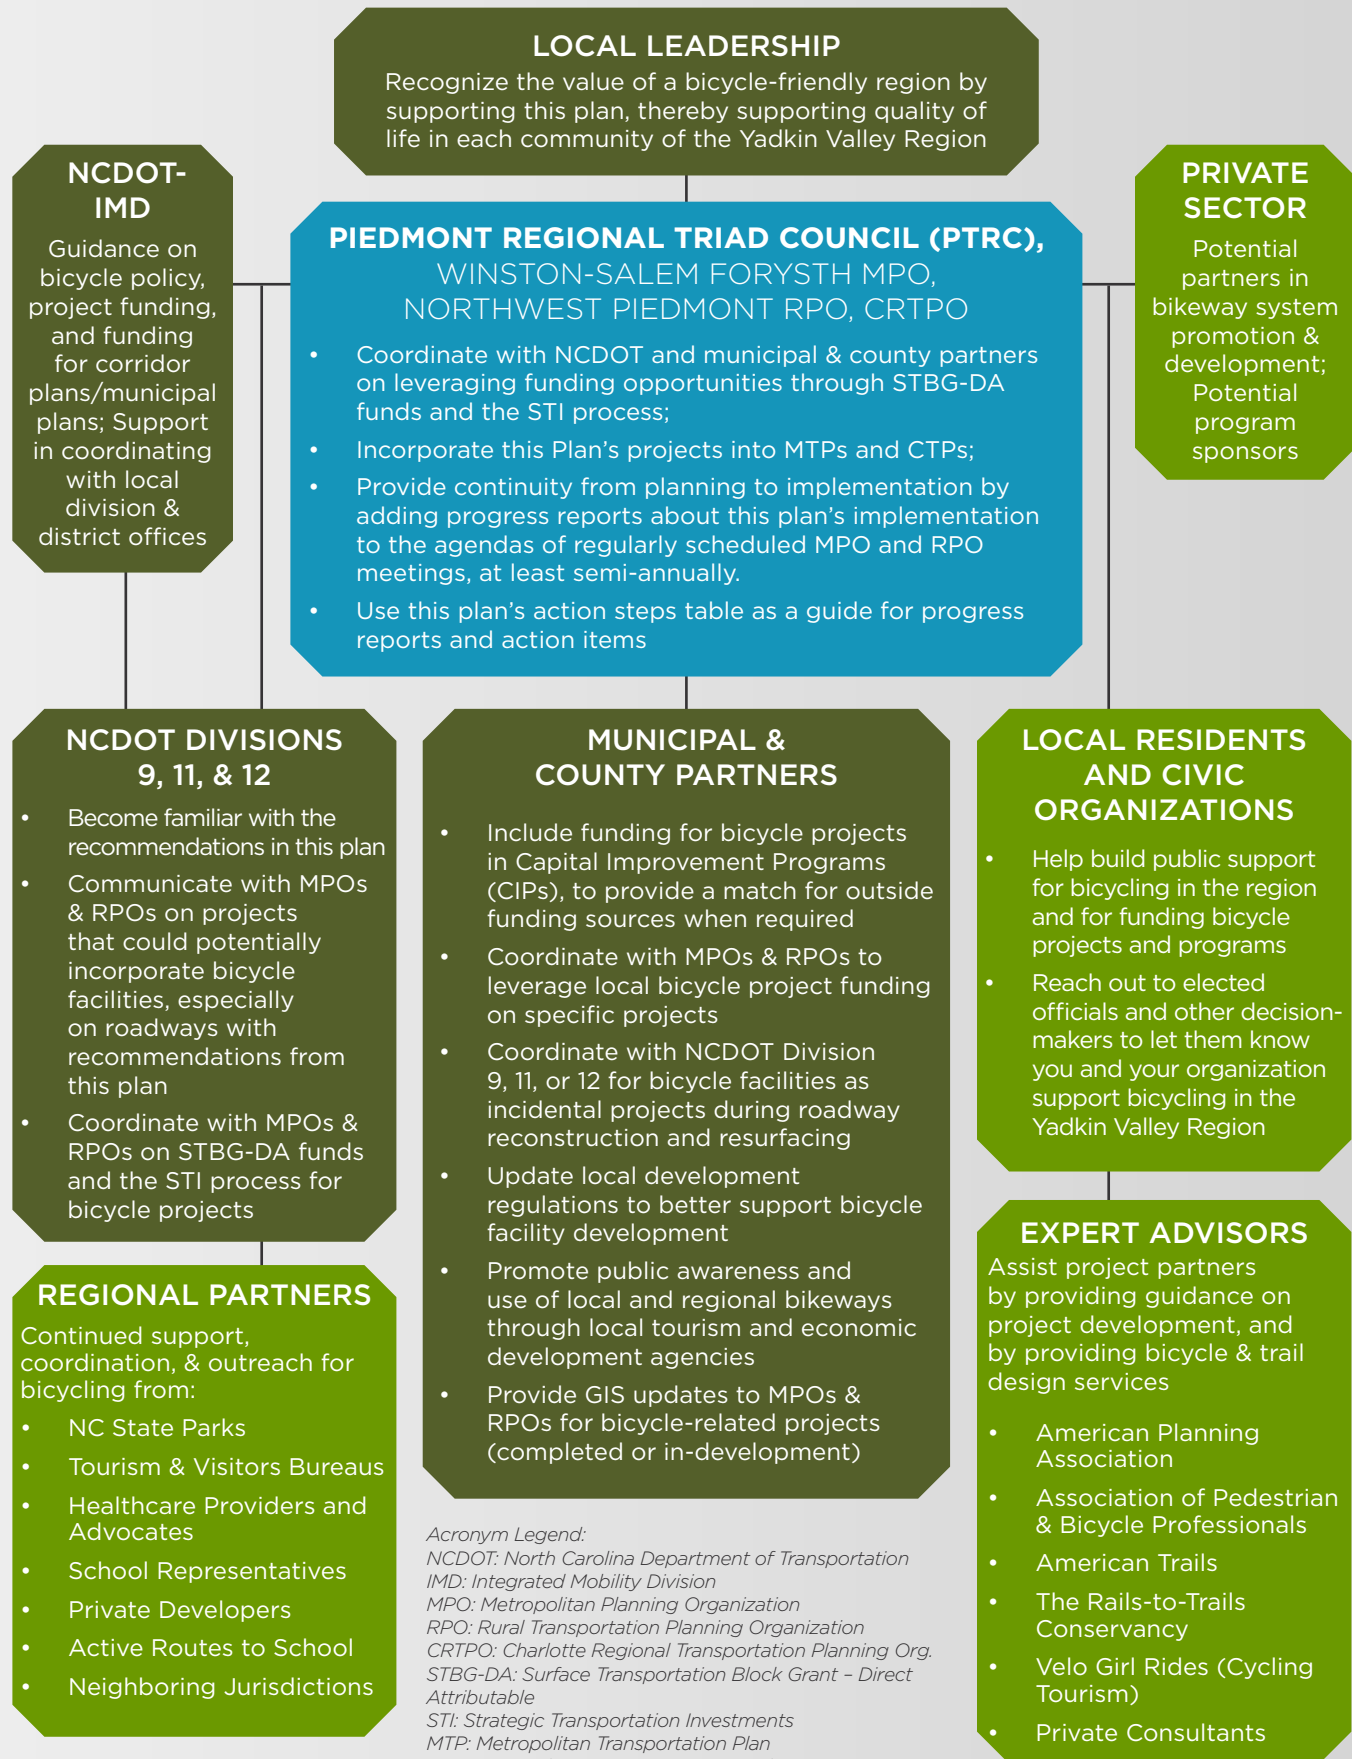 LOCAL LEADERSHIP
Recognize the value of a bicycle-friendly region by
supporting this plan, thereby supporting quality of
life in each community of the Yadkin Valley Region
NCDOT-
IMD
Guidance on
bicycle policy,
project funding,
and funding
for corridor
plans/municipal
plans; Support
in coordinating
with local
division &
district offices
PIEDMONT REGIONAL TRIAD COUNCIL (PTRC),
WINSTON-SALEM FORYSTH MPO,
NORTHWEST PIEDMONT RPO, CRTPO
• Coordinate with NCDOT and municipal & county partners
on leveraging funding opportunities through STBG-DA
funds and the STI process;
• Incorporate this Plan's projects into MTPs and CTPs;
• Provide continuity from planning to implementation by
adding progress reports about this plan's implementation
to the agendas of regularly scheduled MPO and RPO
meetings, at least semi-annually.
• Use this plan's action steps table as a guide for progress
reports and action items
PRIVATE
SECTOR
Potential
partners in
bikeway system
promotion &
development;
Potential
program
sponsors
NCDOT DIVISIONS
9, 11, & 12
• Become familiar with the
recommendations in this plan
• Communicate with MPOs
& RPOs on projects
that could potentially
incorporate bicycle
facilities, especially
on roadways with
recommendations from
this plan
• Coordinate with MPOs &
RPOs on STBG-DA funds
and the STI process for
bicycle projects
MUNICIPAL &
COUNTY PARTNERS
• Include funding for bicycle projects
in Capital Improvement Programs
(CIPs), to provide a match for outside
funding sources when required
• Coordinate with MPOs & RPOs to
leverage local bicycle project funding
on specific projects
• Coordinate with NCDOT Division
9, 11, or 12 for bicycle facilities as
incidental projects during roadway
reconstruction and resurfacing
• Update local development
regulations to better support bicycle
facility development
• Promote public awareness and
use of local and regional bikeways
through local tourism and economic
development agencies
• Provide GIS updates to MPOs &
RPOs for bicycle-related projects
(completed or in-development)
LOCAL RESIDENTS
AND CIVIC
ORGANIZATIONS
• Help build public support
for bicycling in the region
and for funding bicycle
projects and programs
• Reach out to elected
officials and other decision-
makers to let them know
you and your organization
support bicycling in the
Yadkin Valley Region
REGIONAL PARTNERS
Continued support,
coordination, & outreach for
bicycling from:
• NC State Parks
• Tourism & Visitors Bureaus
• Healthcare Providers and
Advocates
• School Representatives
• Private Developers
• Active Routes to School
• Neighboring Jurisdictions
EXPERT ADVISORS
Assist project partners
by providing guidance on
project development, and
by providing bicycle & trail
design services
• American Planning
Association
• Association of Pedestrian
& Bicycle Professionals
• American Trails
• The Rails-to-Trails
Conservancy
• Velo Girl Rides (Cycling
Tourism)
• Private Consultants
Acronym Legend:
NCDOT: North Carolina Department of Transportation
IMD: Integrated Mobility Division
MPO: Metropolitan Planning Organization
RPO: Rural Transportation Planning Organization
CRTPO: Charlotte Regional Transportation Planning Org.
STBG-DA: Surface Transportation Block Grant – Direct
Attributable
STI: Strategic Transportation Investments
MTP: Metropolitan Transportation Plan